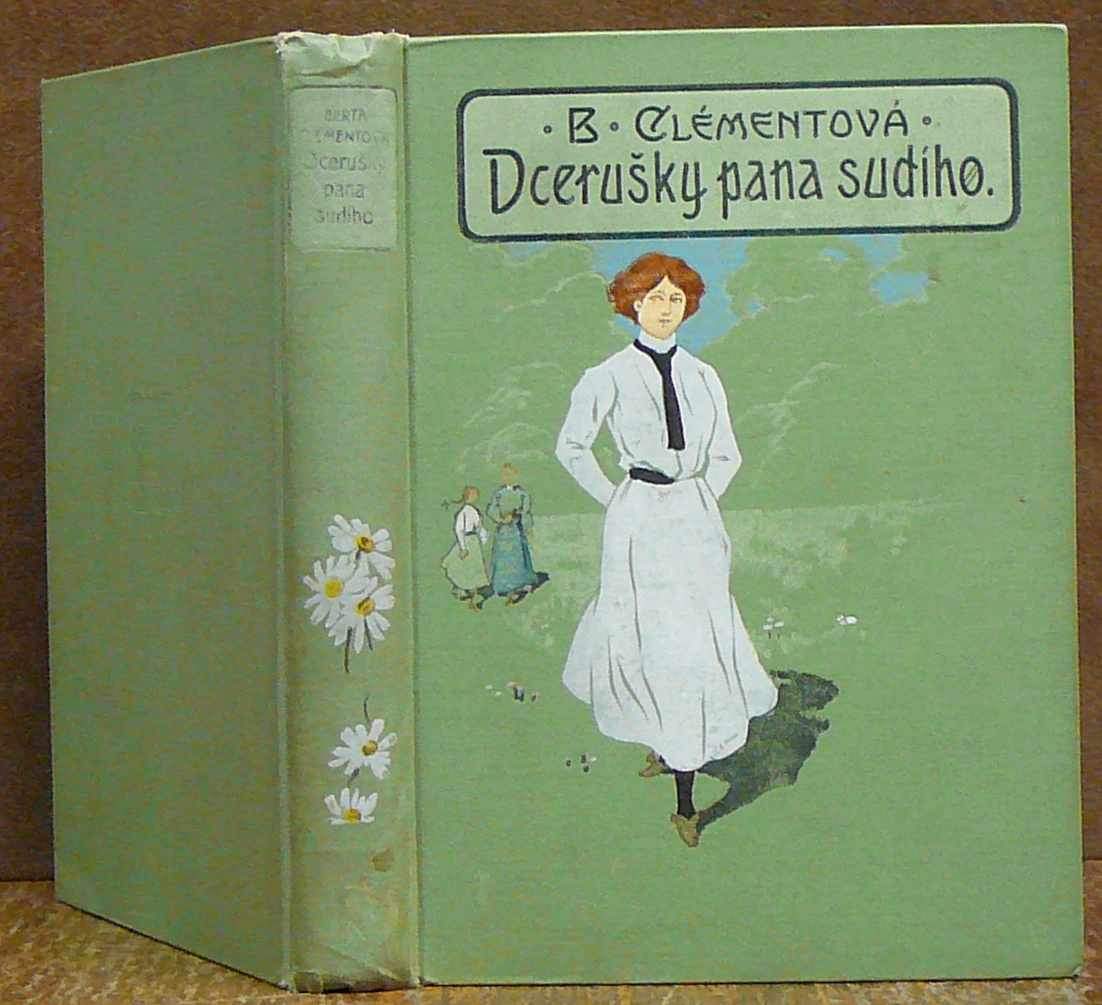 BERTA
CLÉMENTOVÁ
Dcerušky
pana
sudího
· B · CLÉMENTOVÁ ·
Dcerušky pana sudího.